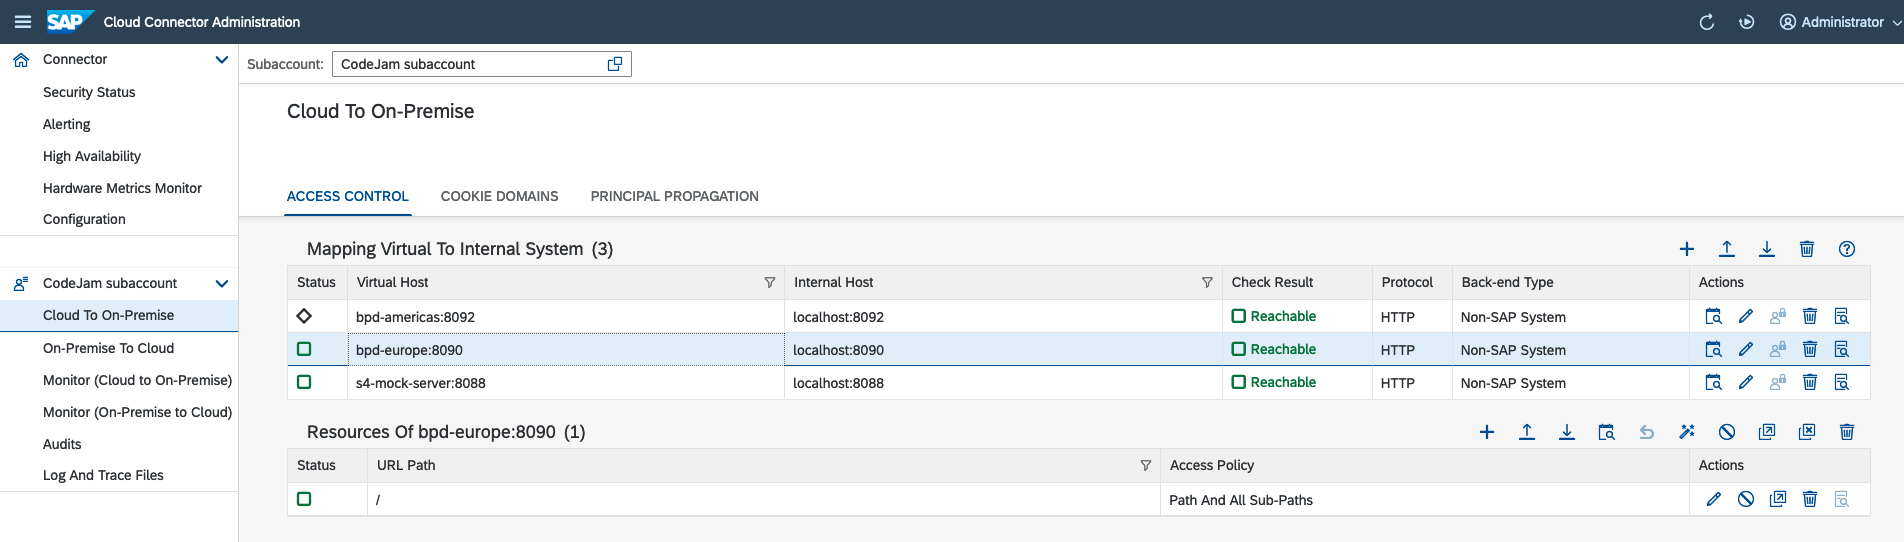 SAP Cloud Connector Administration Administrator
Connector
Security Status
Alerting
High Availability
Hardware Metrics Monitor
Configuration
CodeJam subaccount
Cloud To On-Premise
On-Premise To Cloud
Monitor (Cloud to On-Premise)
Monitor (On-Premise to Cloud)
Audits
Log And Trace Files
Subaccount: CodeJam subaccount
Cloud To On-Premise
ACCESS CONTROL COOKIE DOMAINS PRINCIPAL PROPAGATION
Mapping Virtual To Internal System (3)
Status Virtual Host Internal Host Check Result Protocol Back-end Type Actions
bpd-americas:8092 localhost:8092 Reachable HTTP Non-SAP System
bpd-europe:8090 localhost:8090 Reachable HTTP Non-SAP System
s4-mock-server:8088 localhost:8088 Reachable HTTP Non-SAP System
Resources Of bpd-europe:8090 (1)
Status URL Path Access Policy Actions
/ Path And All Sub-Paths